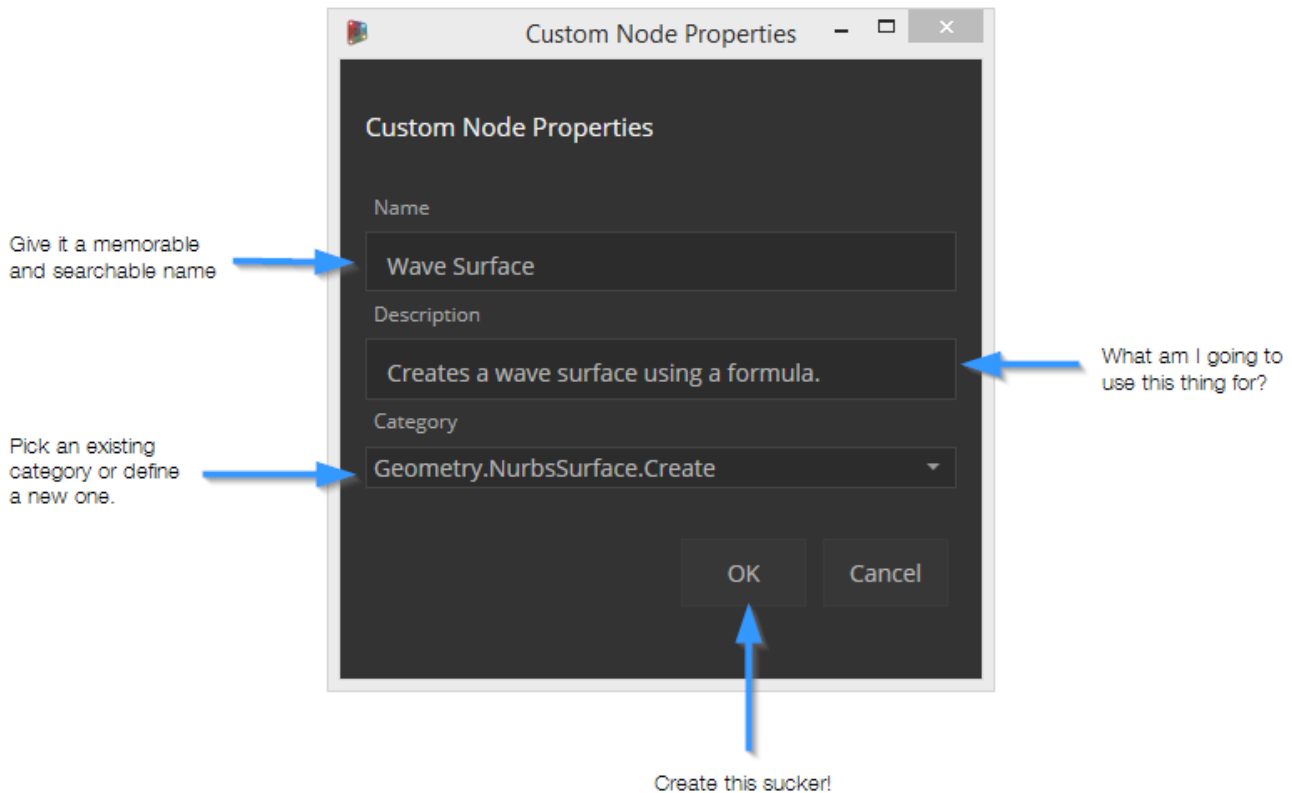 Custom Node Properties
Custom Node Properties
Name
Give it a memorable
and searchable name
Wave Surface
Description
Creates a wave surface using a formula.
What am I going to
use this thing for?
Category
Pick an existing
category or define
a new one.
Geometry.NurbsSurface.Create
OK
Cancel
Create this sucker!